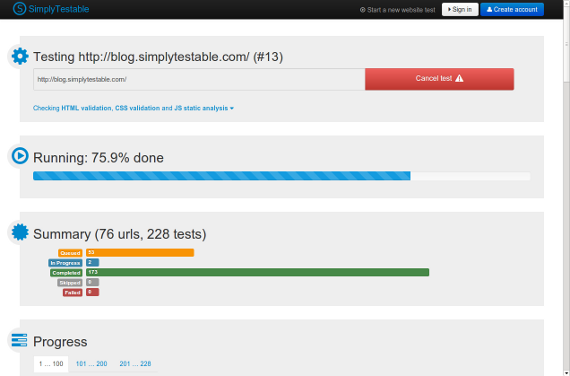 SimplyTestable
Start a new website test
Sign in
Create account
Testing http://blog.simplytestable.com/ (#13)
http://blog.simplytestable.com/
Cancel test
Checking HTML validation, CSS validation and JS static analysis
Running: 75.9% done
Summary (76 urls, 228 tests)
Queued 53
In Progress 2
Completed 173
Skipped 0
Failed 0
Progress
1 ... 100
101 ... 200
201 ... 228